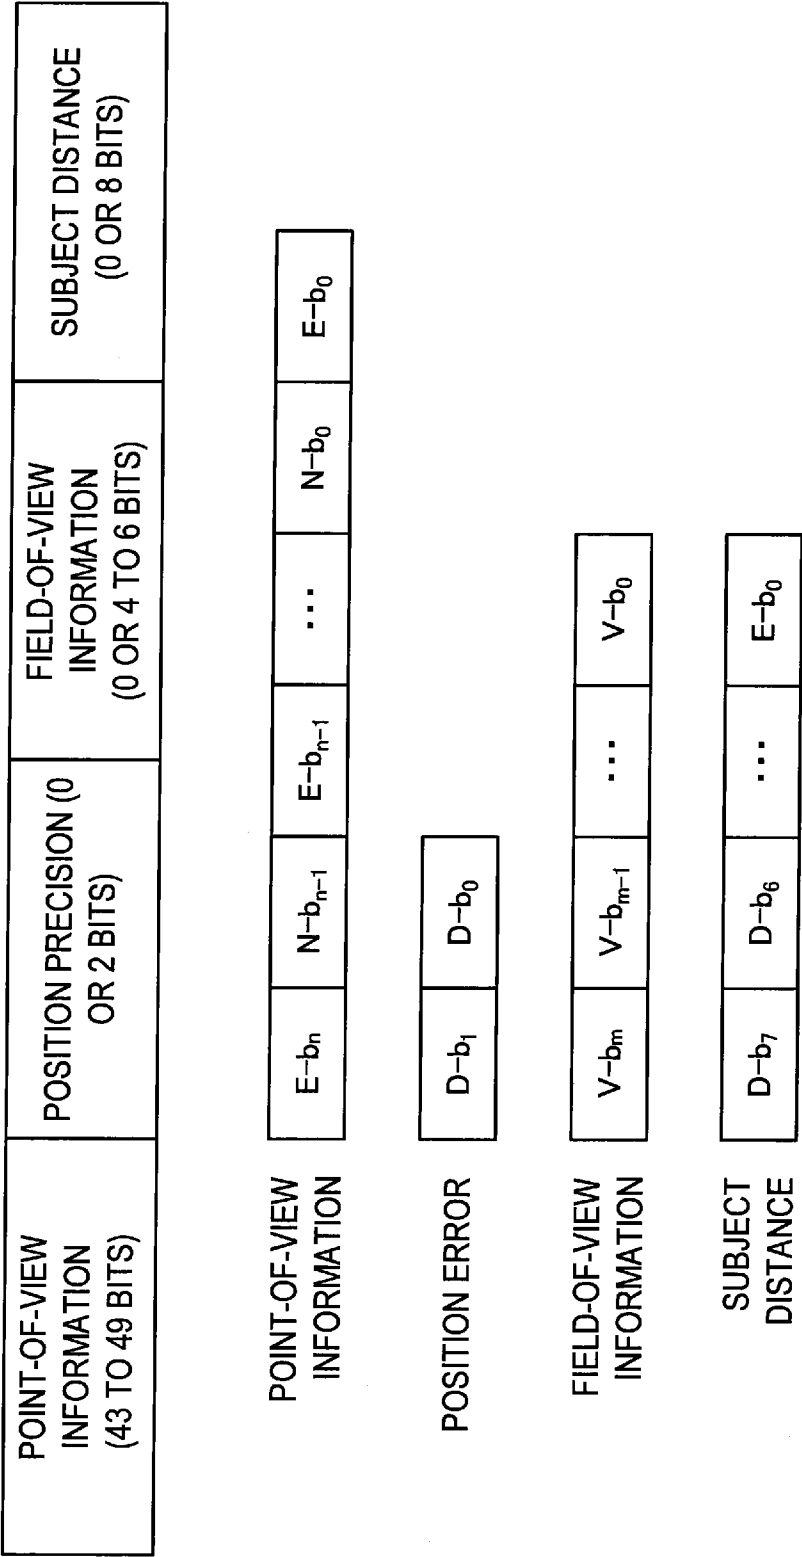 POINT-OF-VIEW
INFORMATION
(43 TO 49 BITS)
POSITION PRECISION (0
OR 2 BITS)
FIELD-OF-VIEW
INFORMATION
(0 OR 4 TO 6 BITS)
SUBJECT DISTANCE
(0 OR 8 BITS)
POINT-OF-VIEW
INFORMATION
E-bₙ N-bₙ₋₁ E-bₙ₋₁ ... N-b₀ E-b₀
POSITION ERROR
D-b₁ D-b₀
FIELD-OF-VIEW
INFORMATION
V-bₘ V-bₘ₋₁ ... V-b₀
SUBJECT
DISTANCE
D-b₇ D-b₆ ... E-b₀